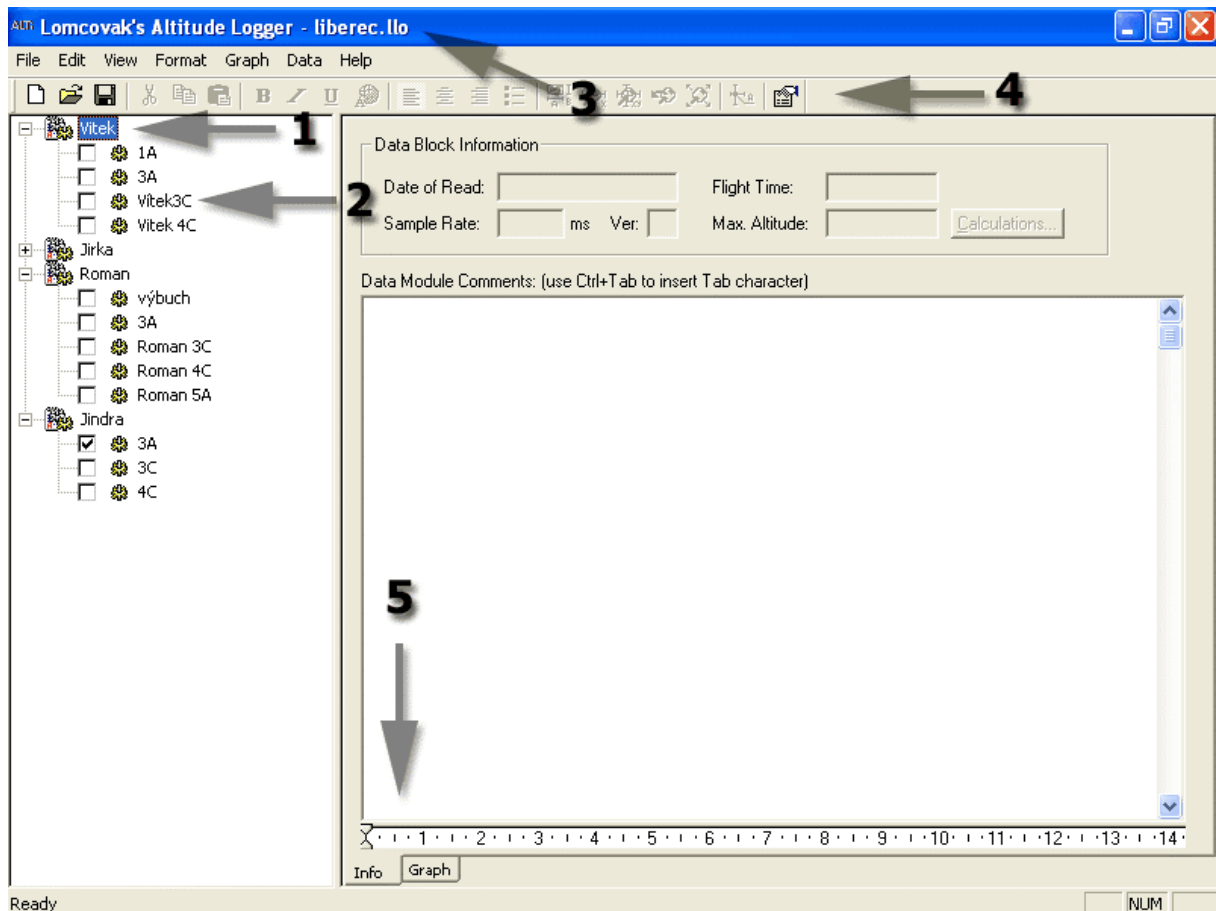 ALTI Lomcovak's Altitude Logger - liberec.llo
File Edit View Format Graph Data Help
B I U
3
4
Vitek
1
1A
3A
Vítek3C
2
Vitek 4C
Jirka
Roman
výbuch
3A
Roman 3C
Roman 4C
Roman 5A
Jindra
3A
3C
4C
Data Block Information
Date of Read: Flight Time:
Sample Rate: ms Ver: Max. Altitude: Calculations...
Data Module Comments: (use Ctrl+Tab to insert Tab character)
5
1 2 3 4 5 6 7 8 9 10 11 12 13 14
Info Graph
Ready NUM